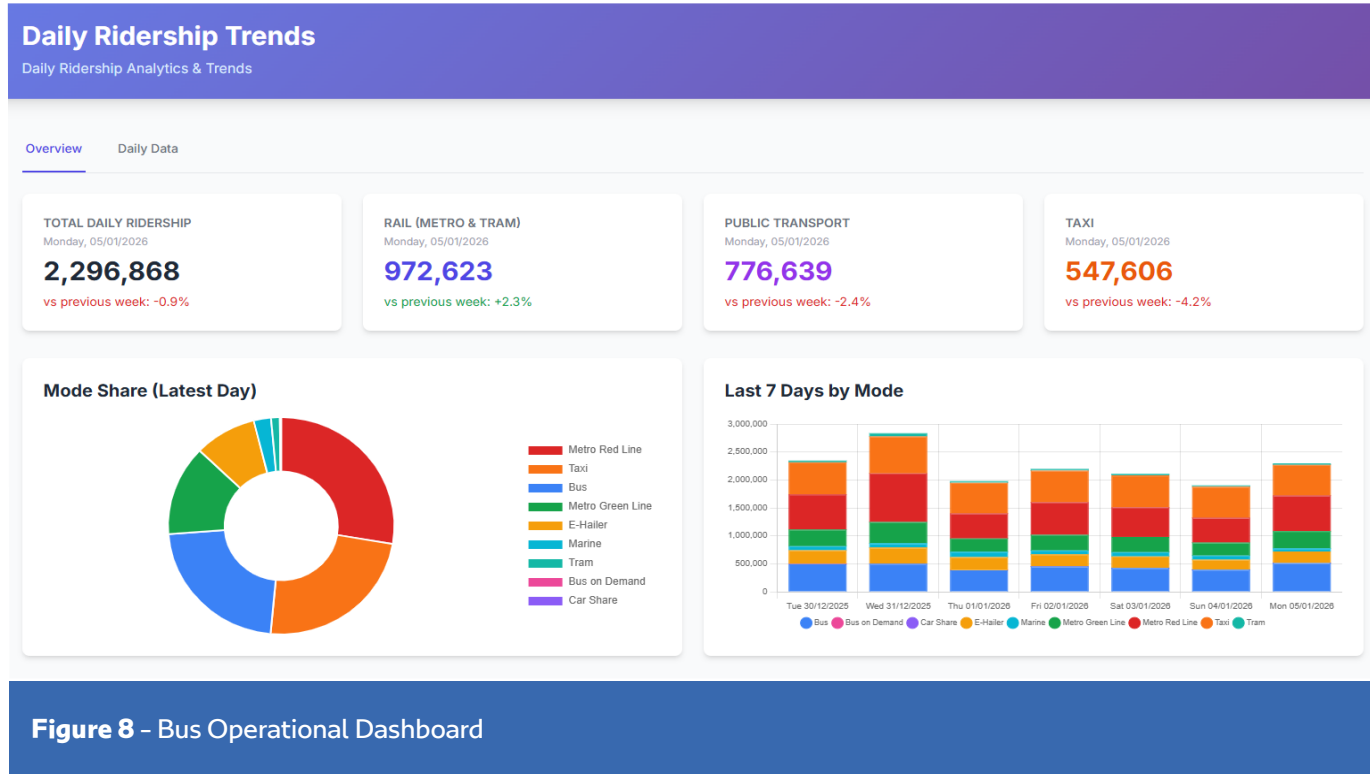 Daily Ridership Trends
Daily Ridership Analytics & Trends
Overview
Daily Data
TOTAL DAILY RIDERSHIP
Monday, 05/01/2026
2,296,868
vs previous week: -0.9%
RAIL (METRO & TRAM)
Monday, 05/01/2026
972,623
vs previous week: +2.3%
PUBLIC TRANSPORT
Monday, 05/01/2026
776,639
vs previous week: -2.4%
TAXI
Monday, 05/01/2026
547,606
vs previous week: -4.2%
Mode Share (Latest Day)
Metro Red Line
Taxi
Bus
Metro Green Line
E-Hailer
Marine
Tram
Bus on Demand
Car Share
Last 7 Days by Mode
3,000,000
2,500,000
2,000,000
1,500,000
1,000,000
500,000
0
Tue 30/12/2025 Wed 31/12/2025 Thu 01/01/2026 Fri 02/01/2026 Sat 03/01/2026 Sun 04/01/2026 Mon 05/01/2026
Bus Bus on Demand Car Share E-Hailer Marine Metro Green Line Metro Red Line Taxi Tram
Figure 8 – Bus Operational Dashboard